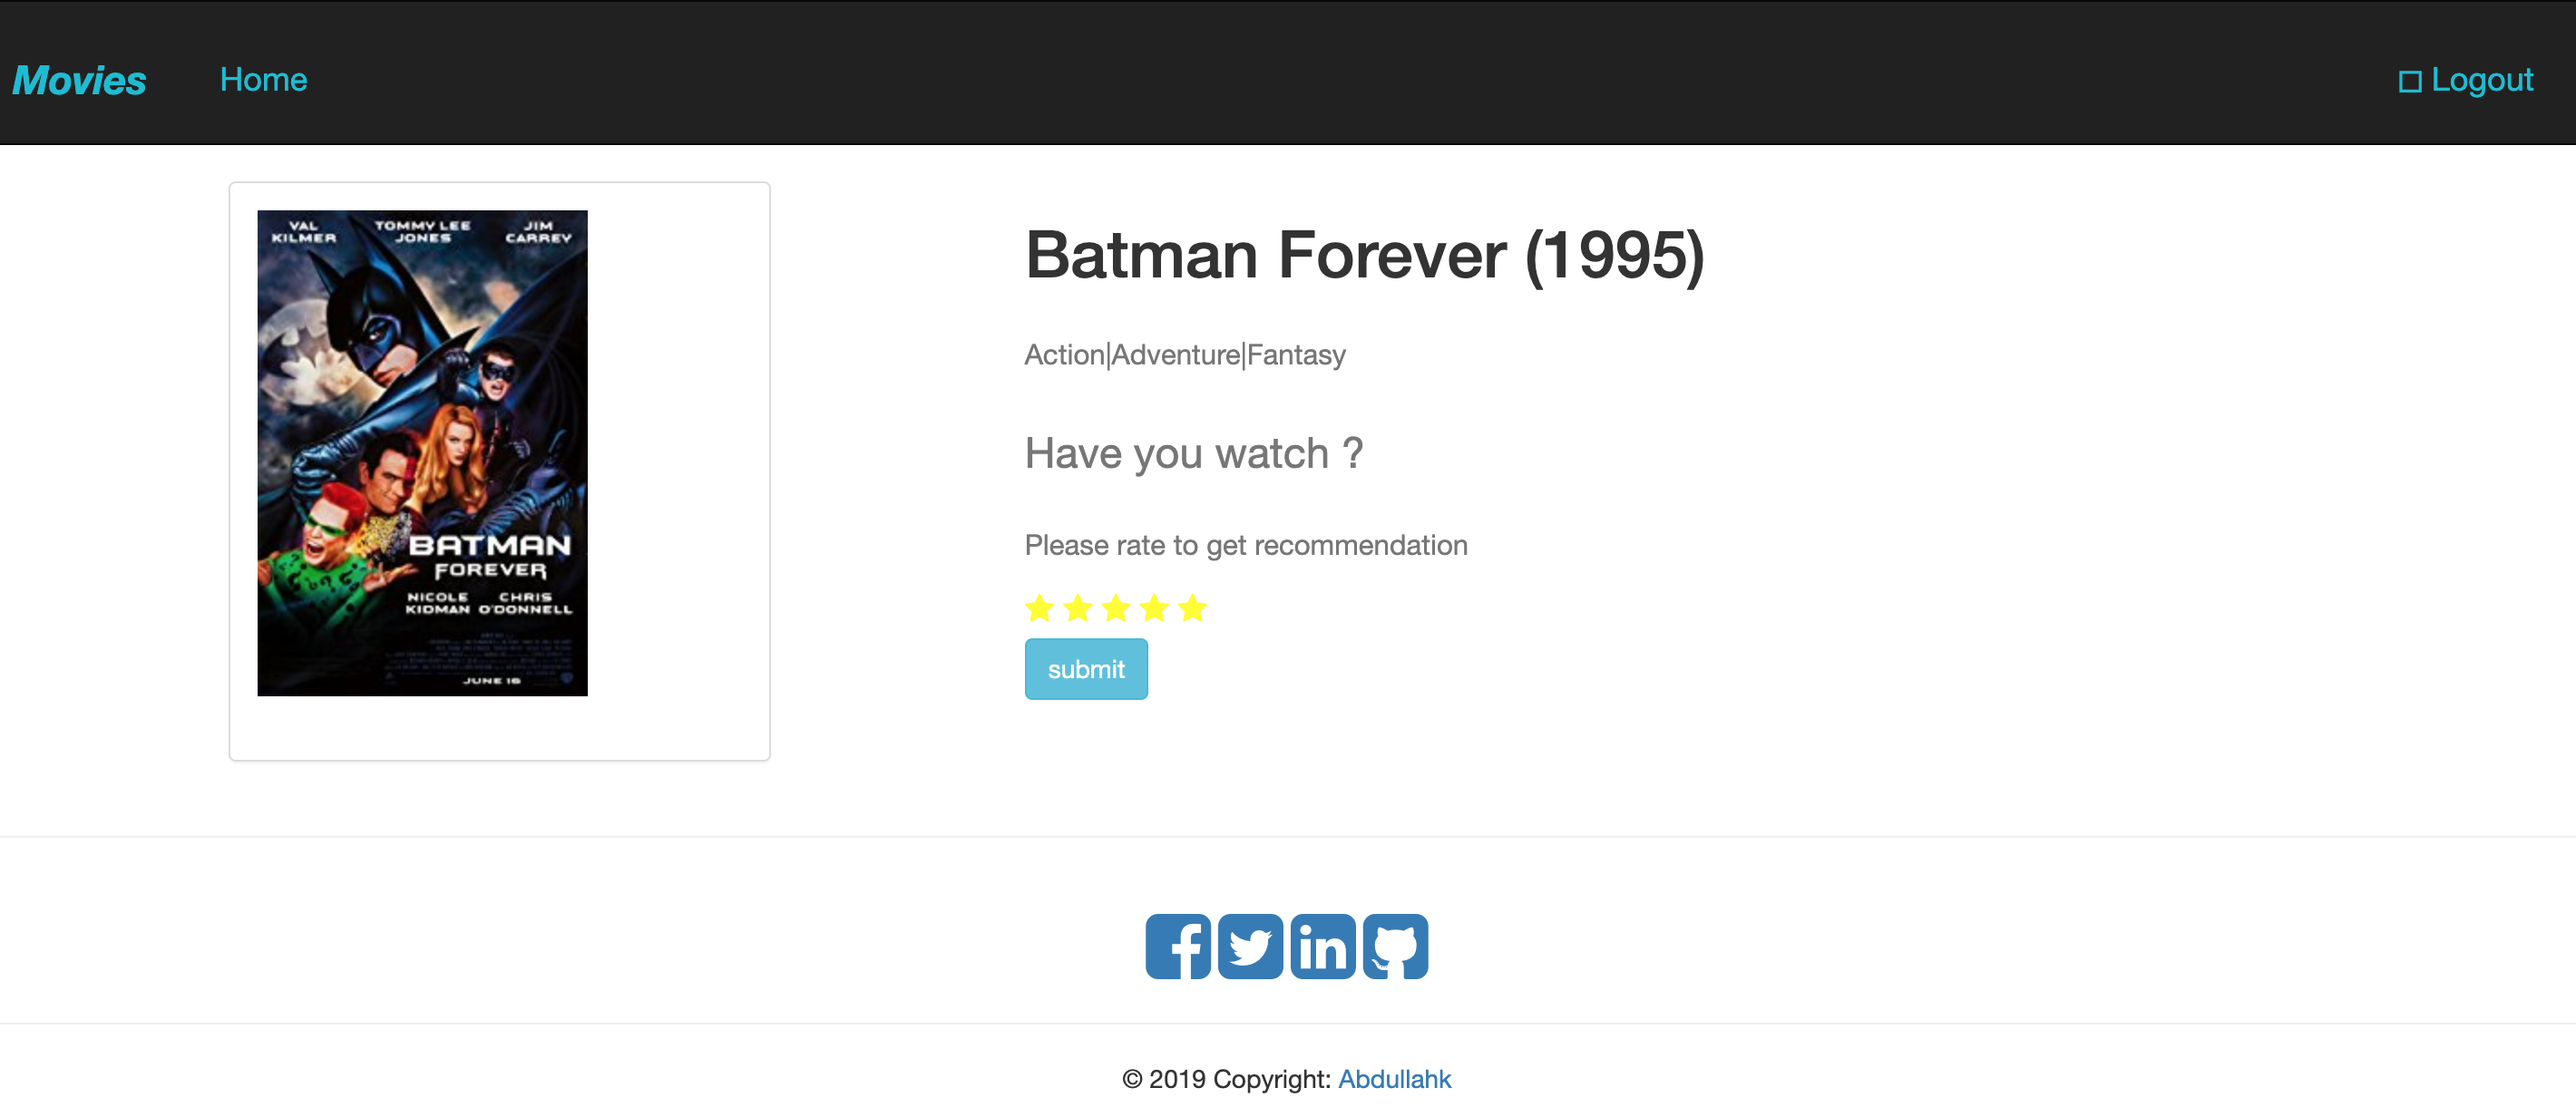 Movies Home Logout
VAL TOMMY LEE JIM
KILMER JONES CARREY
BATMAN
FOREVER
NICOLE CHRIS
KIDMAN O'DONNELL
JUNE 16
Batman Forever (1995)
Action|Adventure|Fantasy
Have you watch ?
Please rate to get recommendation
submit
© 2019 Copyright: Abdullahk